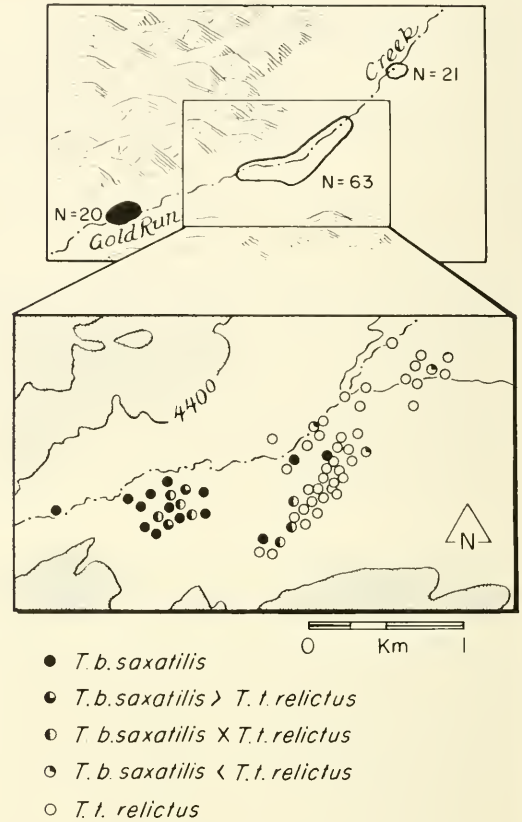 Creek
N=21
N=63
N=20
Gold Run
4400
N
0 Km 1
T. b. saxatilis
T. b. saxatilis > T. t. relictus
T. b. saxatilis X T. t. relictus
T. b. saxatilis < T. t. relictus
T. t. relictus